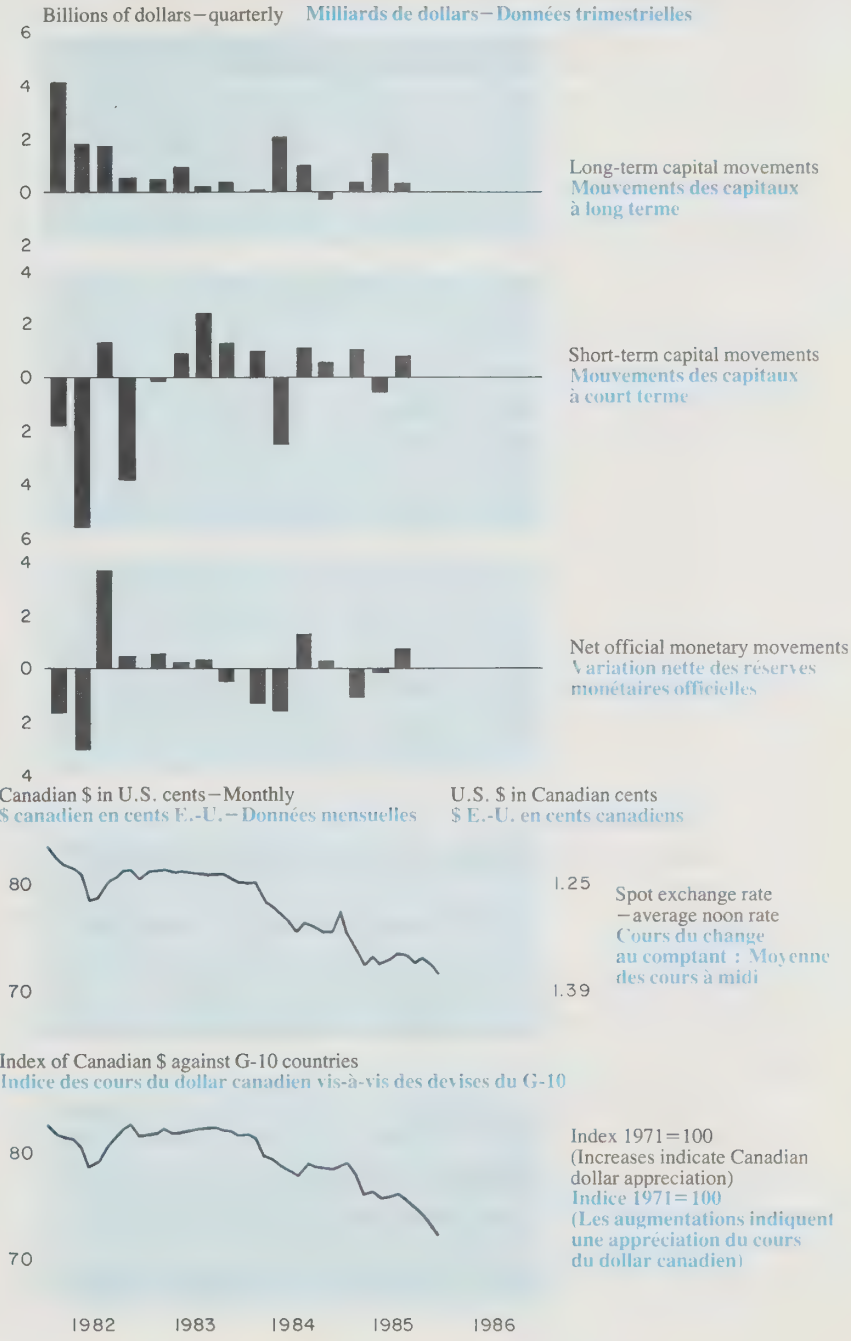 Billions of dollars—quarterly Milliards de dollars—Données trimestrielles
6
4
2
0
2
Long-term capital movements
Mouvements des capitaux
à long terme
4
2
0
2
4
6
Short-term capital movements
Mouvements des capitaux
à court terme
4
2
0
2
4
Net official monetary movements
Variation nette des réserves
monétaires officielles
Canadian $ in U.S. cents—Monthly U.S. $ in Canadian cents
$ canadien en cents E.-U.—Données mensuelles $ E.-U. en cents canadiens
80 1.25
70 1.39
Spot exchange rate
—average noon rate
Cours du change
au comptant : Moyenne
des cours à midi
Index of Canadian $ against G-10 countries
Indice des cours du dollar canadien vis-à-vis des devises du G-10
80
70
Index 1971=100
(Increases indicate Canadian
dollar appreciation)
Indice 1971=100
(Les augmentations indiquent
une appréciation du cours
du dollar canadien)
1982 1983 1984 1985 1986